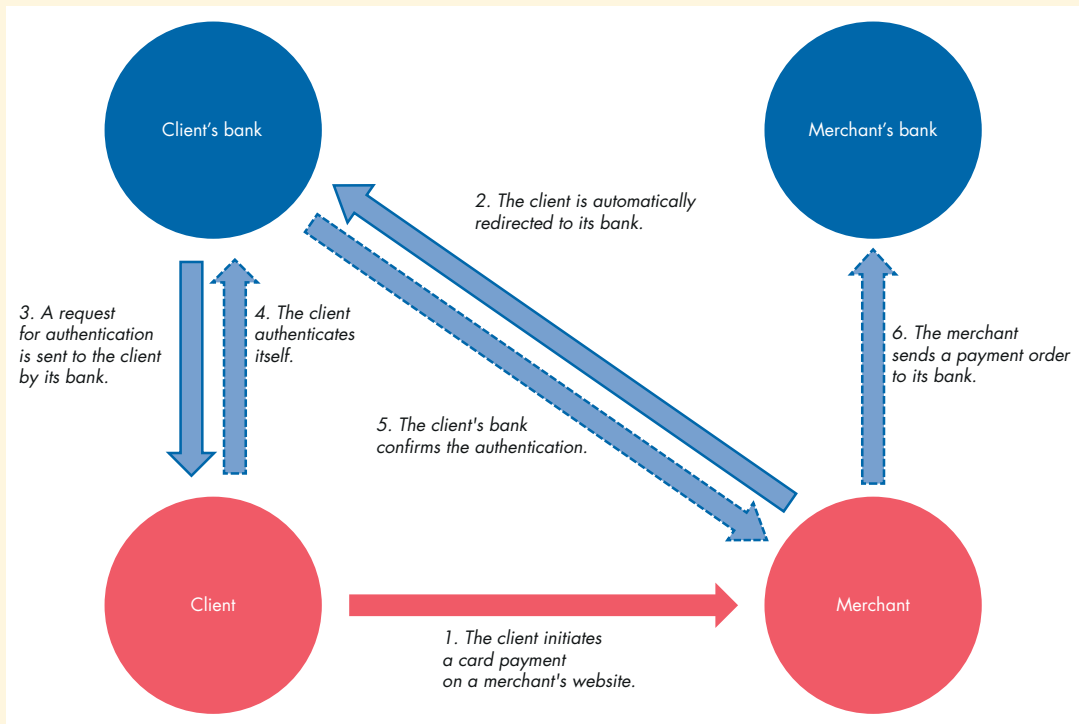 Client's bank
Merchant's bank
2. The client is automatically
redirected to its bank.
3. A request
for authentication
is sent to the client
by its bank.
4. The client
authenticates
itself.
6. The merchant
sends a payment order
to its bank.
5. The client's bank
confirms the authentication.
Client
Merchant
1. The client initiates
a card payment
on a merchant's website.